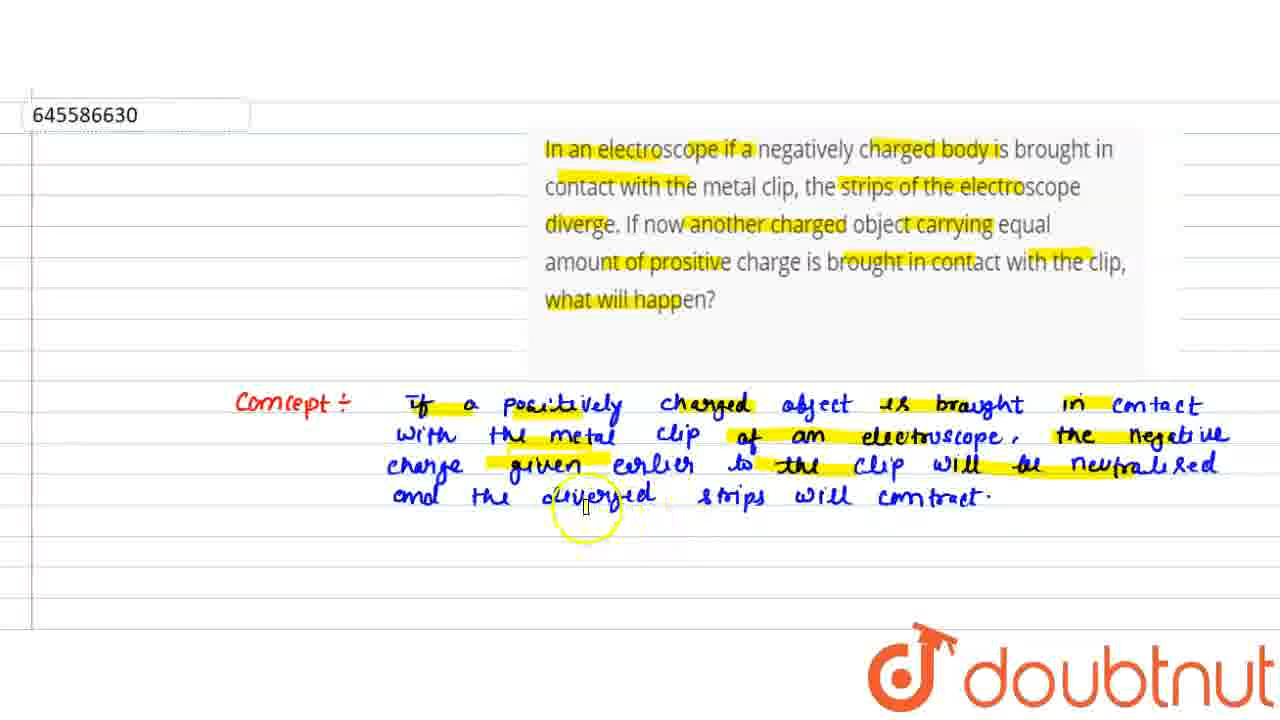 645586630
In an electroscope if a negatively charged body is brought in
contact with the metal clip, the strips of the electroscope
diverge. If now another charged object carrying equal
amount of prositive charge is brought in contact with the clip,
what will happen?
Concept ÷ If a positively charged object is brought in contact
with the metal clip of an electroscope, the negative
charge given earlier to the clip will be neutralised
and the diverged strips will contract.
doubtnut